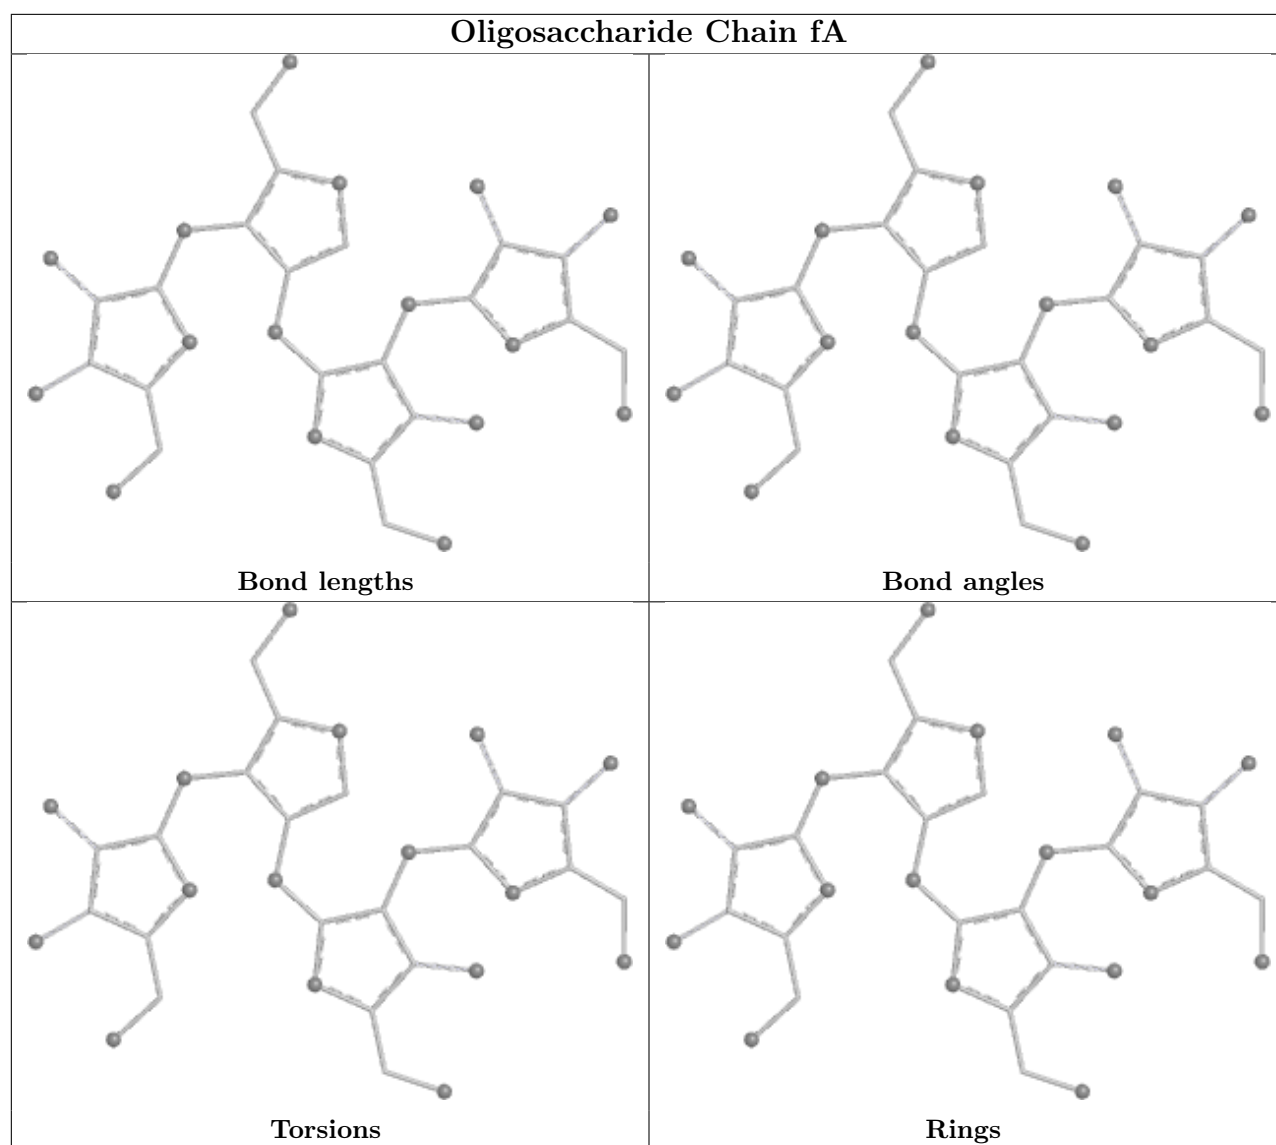 Oligosaccharide Chain fA
Bond lengths
Bond angles
Torsions
Rings